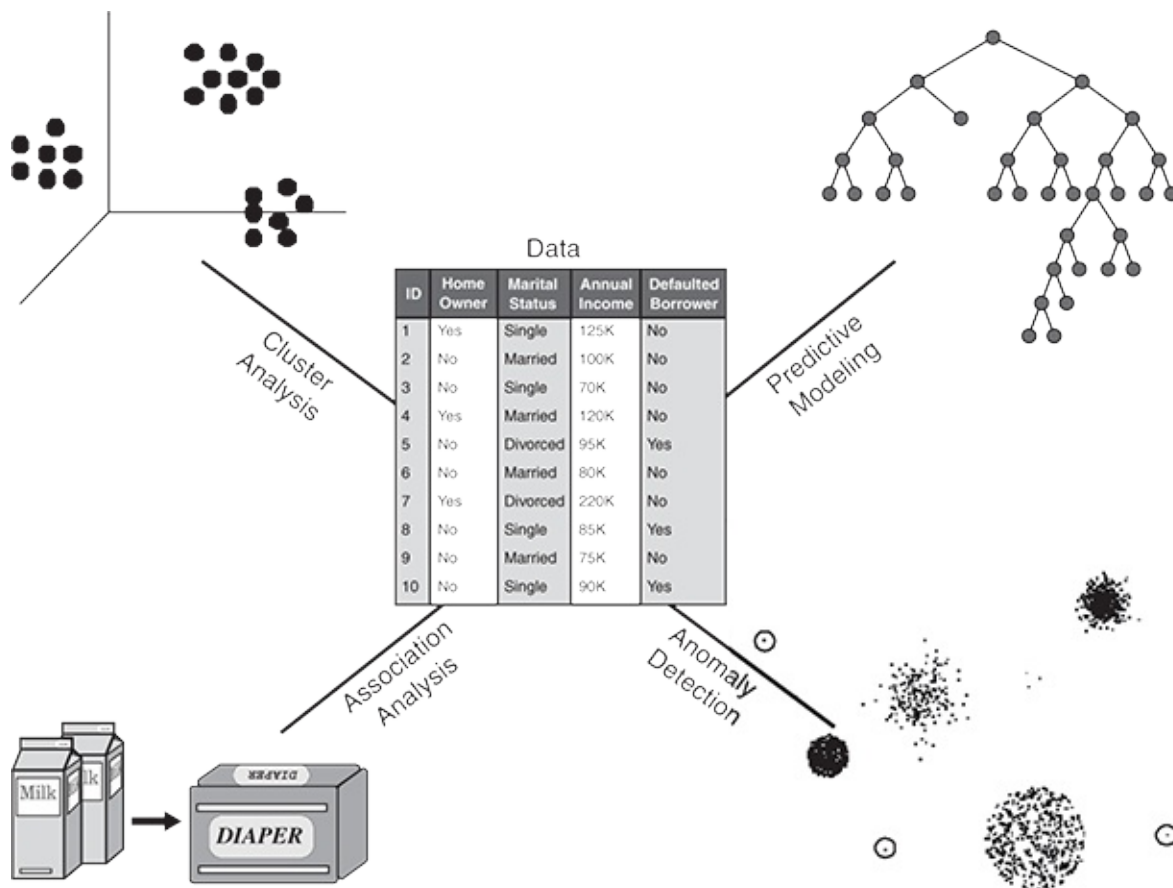 Data
ID Home Owner Marital Status Annual Income Defaulted Borrower
1 Yes Single 125K No
2 No Married 100K No
3 No Single 70K No
4 Yes Married 120K No
5 No Divorced 95K Yes
6 No Married 80K No
7 Yes Divorced 220K No
8 No Single 85K Yes
9 No Married 75K No
10 No Single 90K Yes
Cluster
Analysis
Predictive
Modeling
Association
Analysis
Anomaly
Detection
Milk
lk
DIAPER
DIAPER